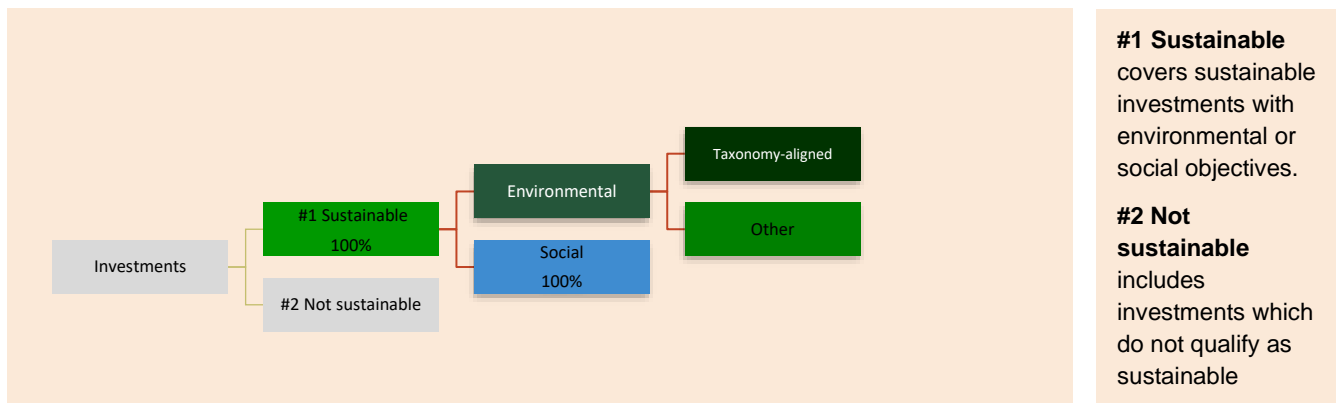 Investments
#1 Sustainable
100%
#2 Not sustainable
Environmental
Social
100%
Taxonomy-aligned
Other
#1 Sustainable
covers sustainable
investments with
environmental or
social objectives.
#2 Not
sustainable
includes
investments which
do not qualify as
sustainable